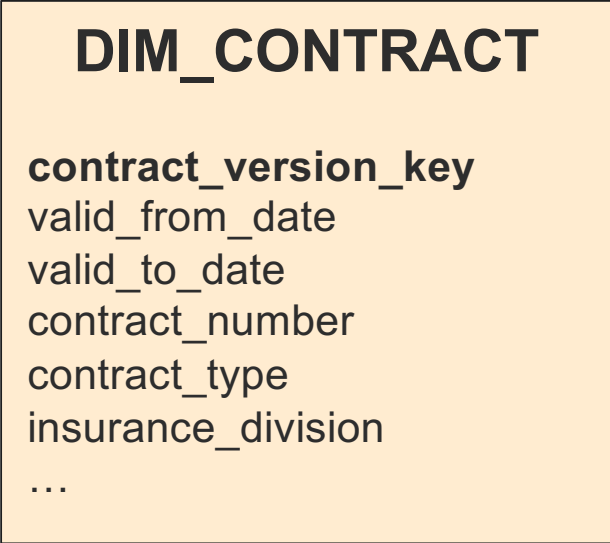 DIM_CONTRACT
contract_version_key
valid_from_date
valid_to_date
contract_number
contract_type
insurance_division
…